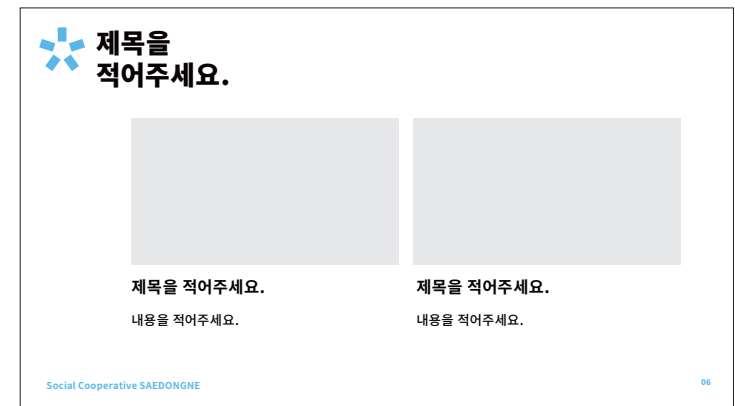 제목을
적어주세요.
제목을 적어주세요.
내용을 적어주세요.
제목을 적어주세요.
내용을 적어주세요.
Social Cooperative SAEDONGNE
06